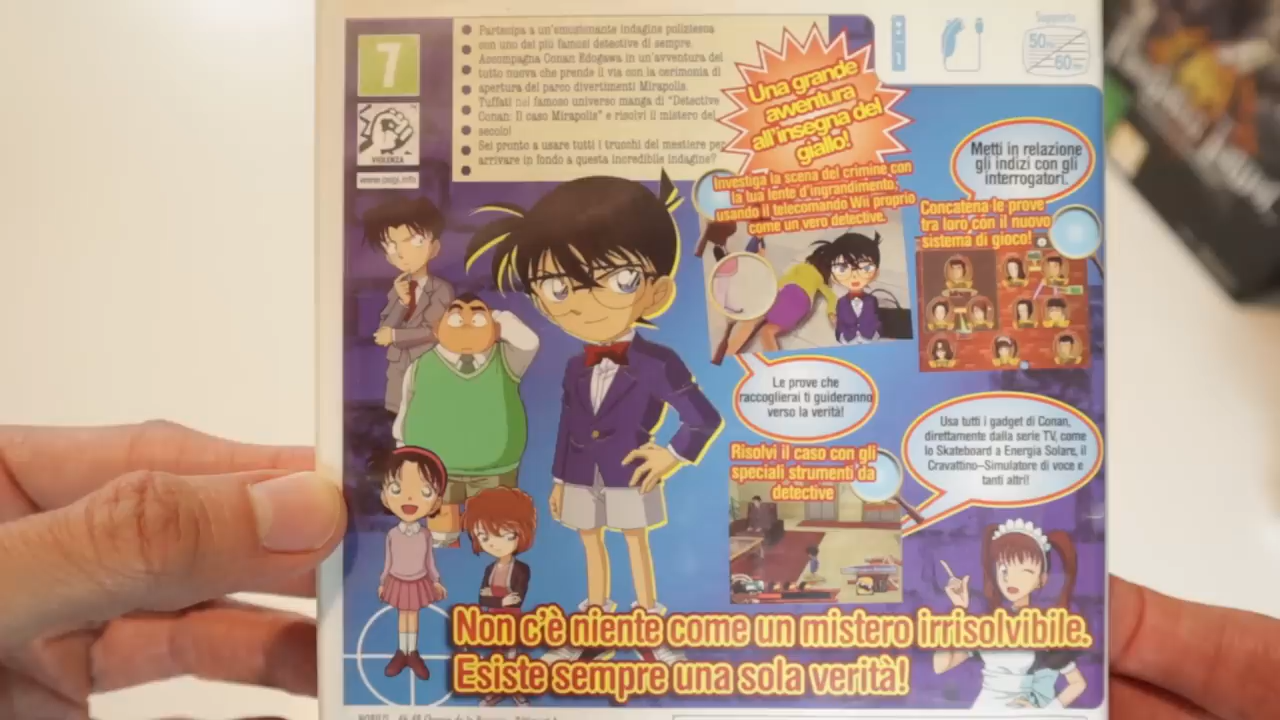 7
VIOLENZA
www.pegi.info
Partecipa a un'emozionante indagine poliziesca
con uno dei più famosi detective di sempre.
Accompagna Conan Edogawa in un'avventura del
tutto nuova che prende il via con la cerimonia di
apertura del parco divertimenti Mirapolis.
Tuffati nel famoso universo manga di "Detective
Conan: Il caso Mirapolis" e risolvi il mistero del
secolo!
Sei pronto a usare tutti i trucchi del mestiere per
arrivare in fondo a questa incredibile indagine?
Una grande
avventura
all'insegna del
giallo!
1
Supporta
50Hz
60Hz
Investiga la scena del crimine con
la tua lente d'ingrandimento,
usando il telecomando Wii proprio
come un vero detective.
Metti in relazione
gli indizi con gli
interrogatori.
Concatena le prove
tra loro con il nuovo
sistema di gioco!
Le prove che
raccoglierai ti guideranno
verso la verità!
Risolvi il caso con gli
speciali strumenti da
detective
Usa tutti i gadget di Conan,
direttamente dalla serie TV, come
lo Skateboard a Energia Solare, il
Cravattino–Simulatore di voce e
tanti altri!
Non c'è niente come un mistero irrisolvibile.
Esiste sempre una sola verità!